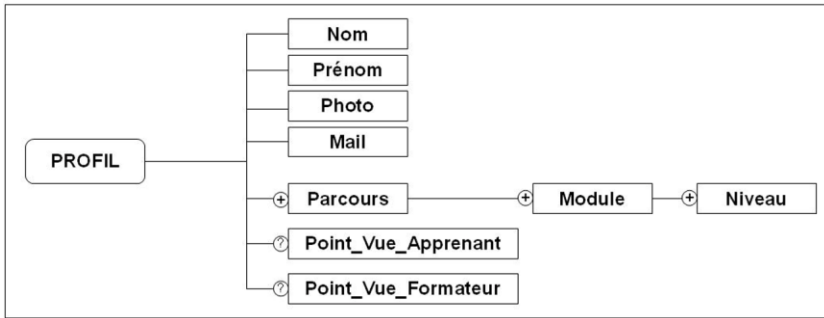 Nom
Prénom
Photo
Mail
PROFIL
+ Parcours + Module + Niveau
? Point_Vue_Apprenant
? Point_Vue_Formateur